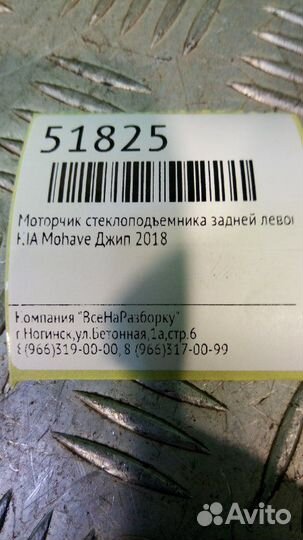 51825
Моторчик стеклоподъемника задней левой
KIA Mohave Джип 2018
Компания "ВсеНаРазборку"
г.Ногинск,ул.Бетонная,1а,стр.6
8(966)319-00-00, 8 (966)317-00-99
Avito